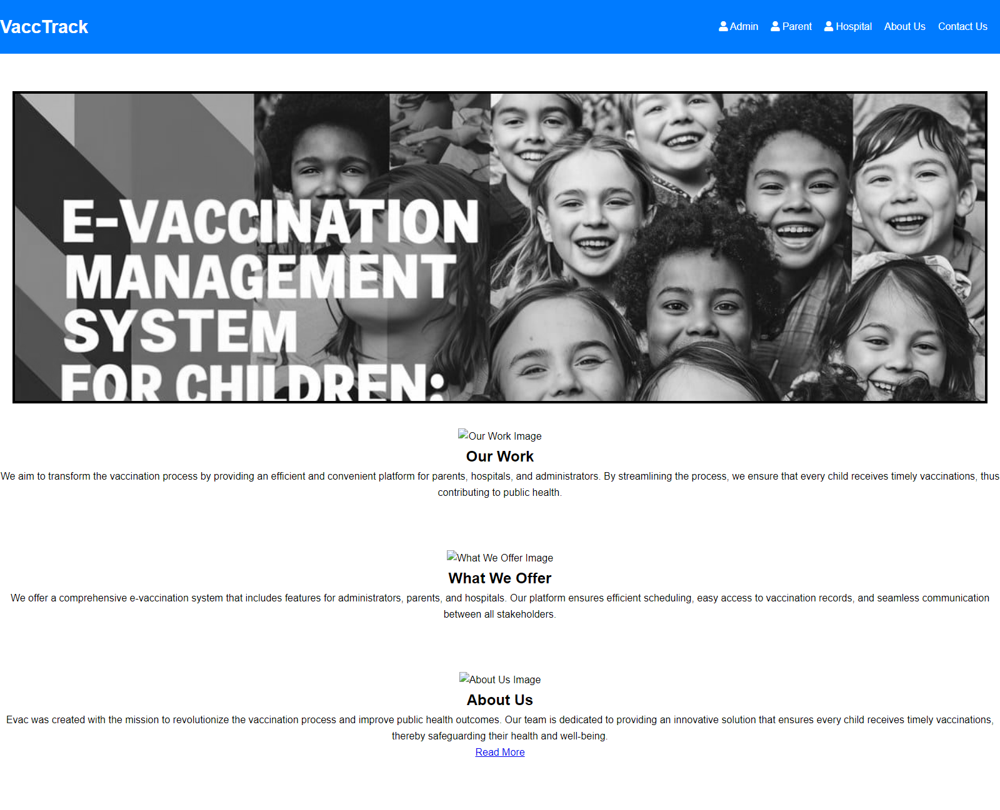 VaccTrack
Admin Parent Hospital About Us Contact Us
E-VACCINATION
MANAGEMENT
SYSTEM
FOR CHILDREN:
Our Work Image
Our Work
We aim to transform the vaccination process by providing an efficient and convenient platform for parents, hospitals, and administrators. By streamlining the process, we ensure that every child receives timely vaccinations, thus
contributing to public health.
What We Offer Image
What We Offer
We offer a comprehensive e-vaccination system that includes features for administrators, parents, and hospitals. Our platform ensures efficient scheduling, easy access to vaccination records, and seamless communication
between all stakeholders.
About Us Image
About Us
Evac was created with the mission to revolutionize the vaccination process and improve public health outcomes. Our team is dedicated to providing an innovative solution that ensures every child receives timely vaccinations,
thereby safeguarding their health and well-being.
Read More